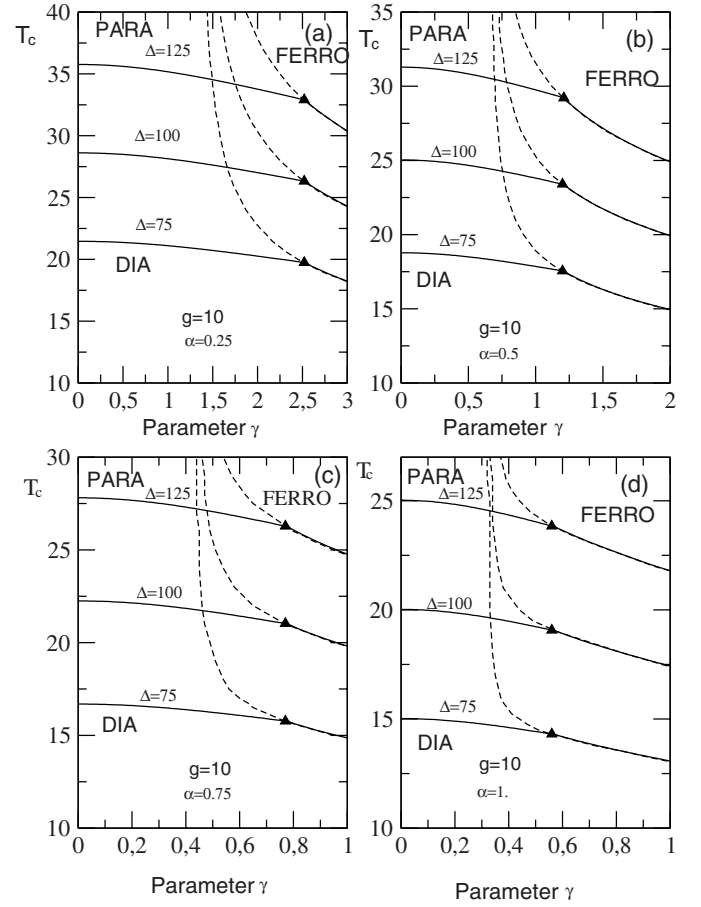 40
T_c
PARA
(a)
Δ=125
FERRO
35
30
Δ=100
25
Δ=75
20
DIA
15
g=10
α=0.25
10
0 0,5 1 1,5 2 2,5 3
Parameter γ
35
T_c
PARA
(b)
Δ=125
FERRO
30
25
Δ=100
20
Δ=75
DIA
15
g=10
α=0.5
10
0 0,5 1 1,5 2
Parameter γ
30
T_c
PARA
(c)
Δ=125
FERRO
25
Δ=100
20
Δ=75
DIA
15
g=10
α=0.75
10
0 0,2 0,4 0,6 0,8 1
Parameter γ
T_c
PARA
(d)
25
Δ=125
FERRO
20
Δ=100
Δ=75
15
DIA
g=10
α=1.
10
0 0,2 0,4 0,6 0,8 1
Parameter γ